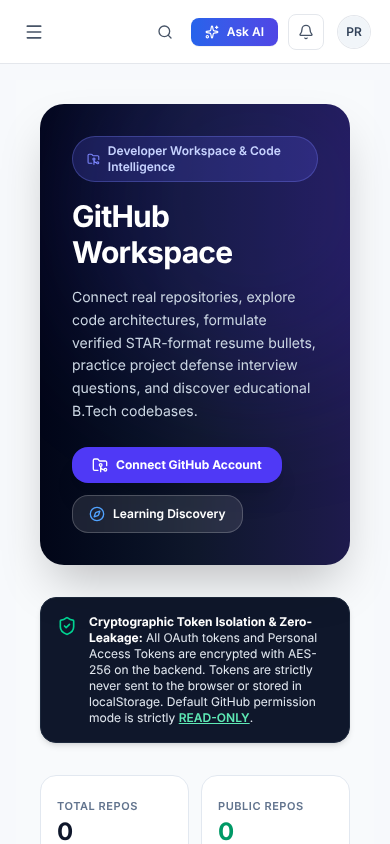 Ask AI
PR
Developer Workspace & Code
Intelligence
GitHub
Workspace
Connect real repositories, explore
code architectures, formulate
verified STAR-format resume bullets,
practice project defense interview
questions, and discover educational
B.Tech codebases.
Connect GitHub Account
Learning Discovery
Cryptographic Token Isolation & Zero-
Leakage: All OAuth tokens and Personal
Access Tokens are encrypted with AES-
256 on the backend. Tokens are strictly
never sent to the browser or stored in
localStorage. Default GitHub permission
mode is strictly READ-ONLY.
TOTAL REPOS
PUBLIC REPOS
0
0